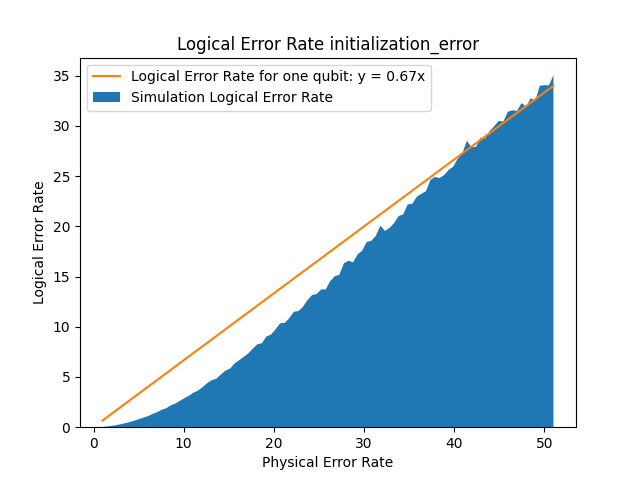 Logical Error Rate initialization_error
Logical Error Rate for one qubit: y = 0.67x
Simulation Logical Error Rate
Logical Error Rate
35
30
25
20
15
10
5
0
0 10 20 30 40 50
Physical Error Rate